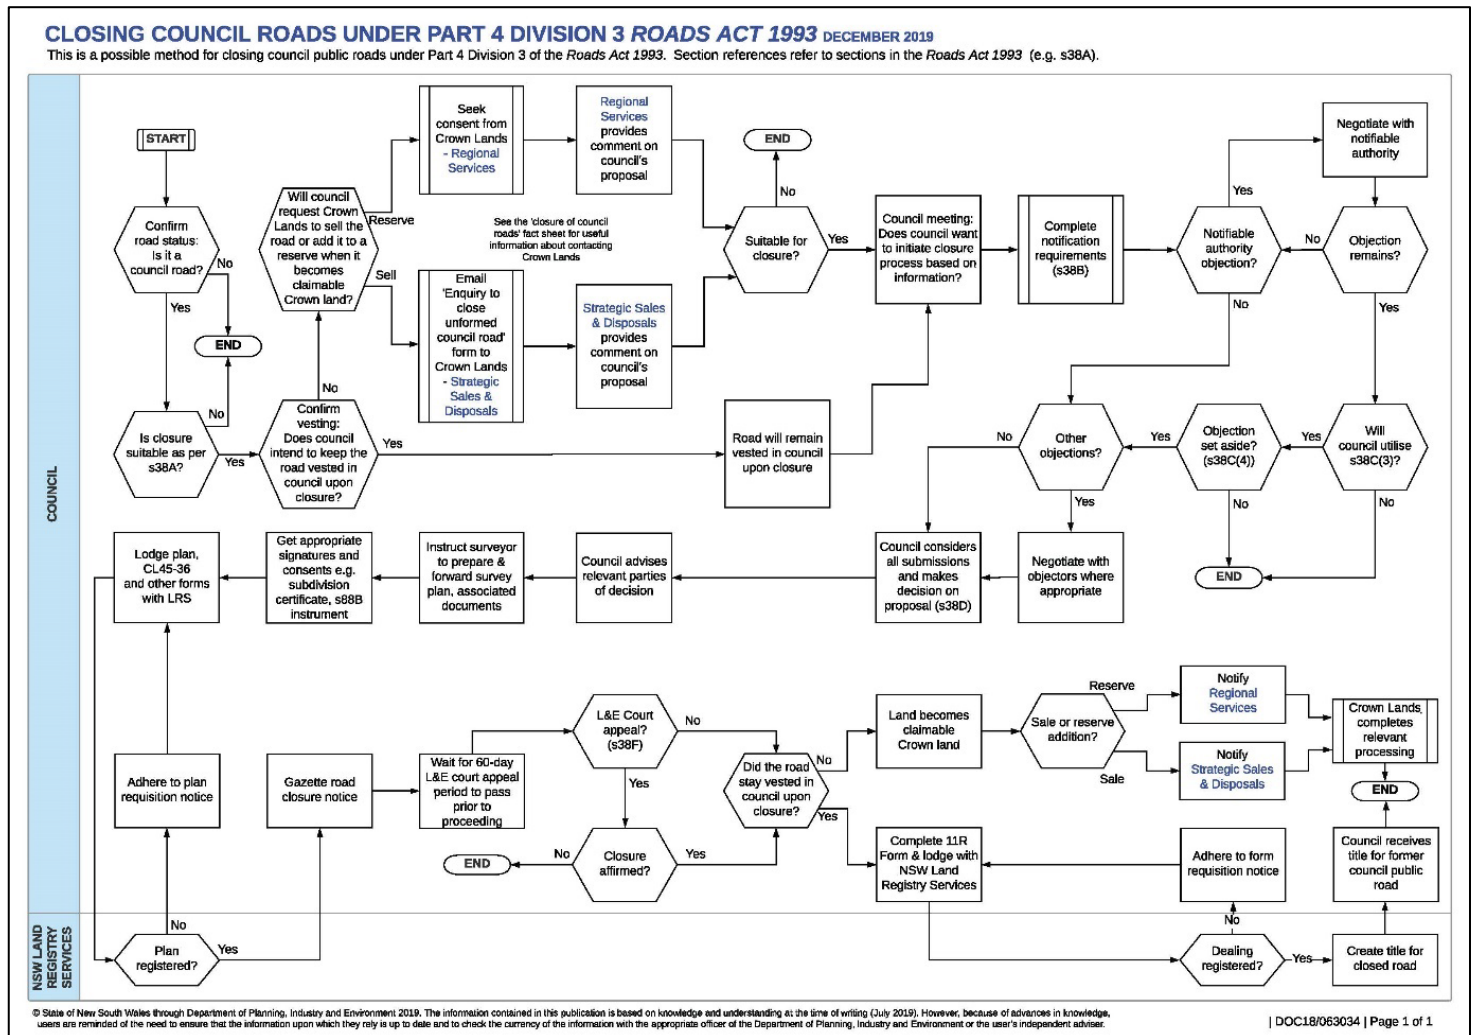 CLOSING COUNCIL ROADS UNDER PART 4 DIVISION 3 ROADS ACT 1993 DECEMBER 2019
This is a possible method for closing council public roads under Part 4 Division 3 of the Roads Act 1993. Section references refer to sections in the Roads Act 1993 (e.g. s38A).
COUNCIL
START
Confirm
road status:
Is it a
council road?
No
Yes
END
No
Is closure
suitable as per
s38A?
Yes
Confirm
vesting:
Does council
intend to keep the
road vested in
council upon
closure?
No
Yes
Will council
request Crown
Lands to sell the
road or add it to a
reserve when it
becomes
claimable
Crown land?
Reserve
Sell
Seek
consent from
Crown Lands
- Regional
Services
Regional
Services
provides
comment on
council's
proposal
See the 'closure of council
roads' fact sheet for useful
information about contacting
Crown Lands
Email
'Enquiry to
close
unformed
council road'
form to
Crown Lands
- Strategic
Sales &
Disposals
Strategic Sales
& Disposals
provides
comment on
council's
proposal
END
No
Suitable for
closure?
Yes
Road will remain
vested in council
upon closure
Council meeting:
Does council want
to initiate closure
process based on
information?
Complete
notification
requirements
(s38B)
Notifiable
authority
objection?
Yes
No
Negotiate with
notifiable
authority
Objection
remains?
No
Yes
Will
council utilise
s38C(3)?
Yes
No
Objection
set aside?
(s38C(4))
Yes
No
END
Other
objections?
No
Yes
Negotiate with
objectors where
appropriate
Council considers
all submissions
and makes
decision on
proposal (s38D)
Council advises
relevant parties
of decision
Instruct surveyor
to prepare &
forward survey
plan, associated
documents
Get appropriate
signatures and
consents e.g.
subdivision
certificate, s88B
instrument
Lodge plan,
CL45-36
and other forms
with LRS
Adhere to plan
requisition notice
Gazette road
closure notice
Wait for 60-day
L&E court appeal
period to pass
prior to
proceeding
L&E Court
appeal?
(s38F)
No
Yes
Closure
affirmed?
No
Yes
END
Did the road
stay vested in
council upon
closure?
No
Yes
Land becomes
claimable
Crown land
Sale or reserve
addition?
Reserve
Sale
Notify
Regional
Services
Notify
Strategic Sales
& Disposals
Crown Lands
completes
relevant
processing
END
Complete 11R
Form & lodge with
NSW Land
Registry Services
Adhere to form
requisition notice
Council receives
title for former
council public
road
NSW LAND
REGISTRY
SERVICES
No
Plan
registered?
Yes
No
Dealing
registered?
Yes
Create title for
closed road
© State of New South Wales through Department of Planning, Industry and Environment 2019. The information contained in this publication is based on knowledge and understanding at the time of writing (July 2019). However, because of advances in knowledge,
users are reminded of the need to ensure that the information upon which they rely is up to date and to check the currency of the information with the appropriate officer of the Department of Planning, Industry and Environment or the user's independent adviser.
| DOC18/063034 | Page 1 of 1